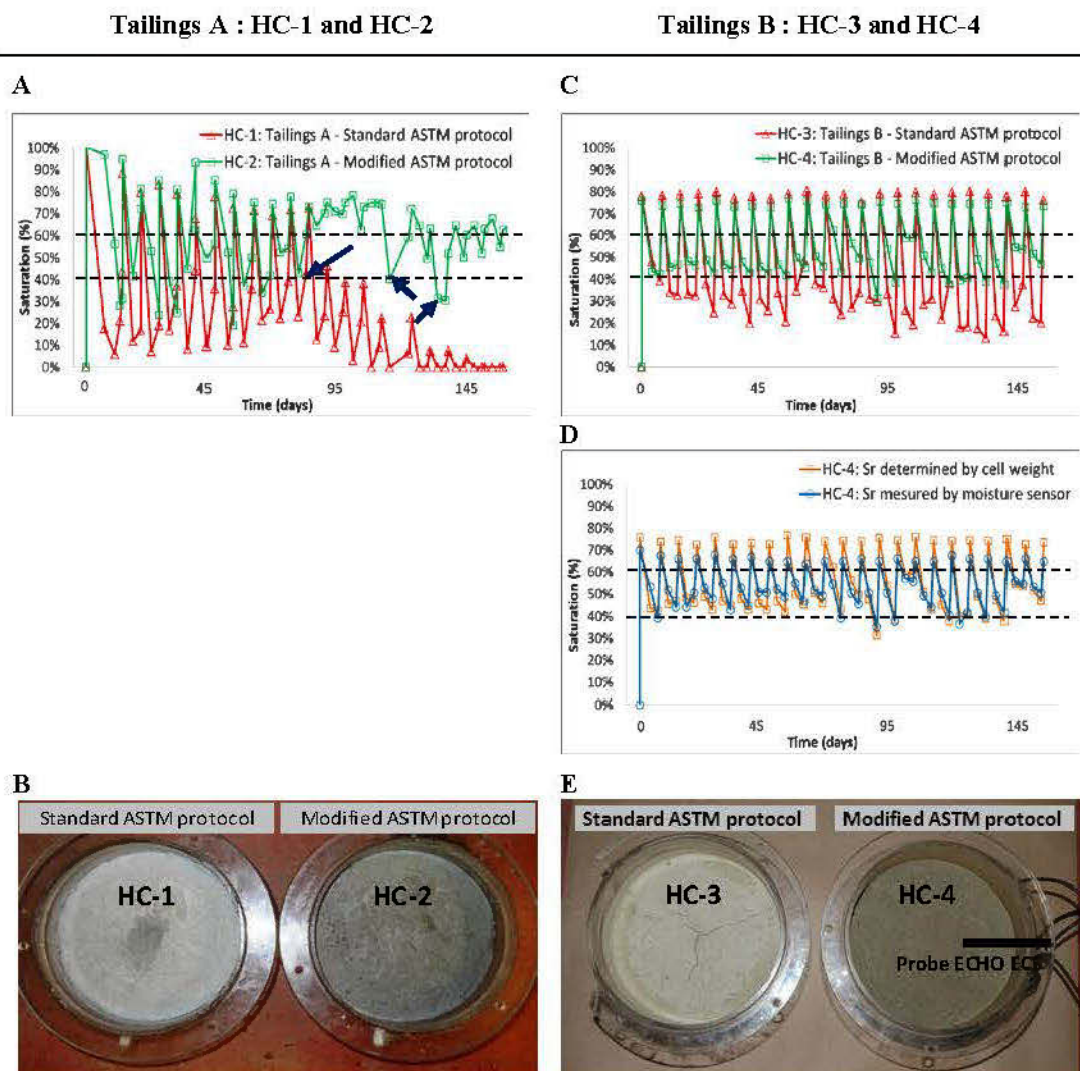 Tailings A : HC-1 and HC-2
Tailings B : HC-3 and HC-4
A
HC-1: Tailings A - Standard ASTM protocol
HC-2: Tailings A - Modified ASTM protocol
100%
90%
80%
70%
60%
50%
40%
30%
20%
10%
0%
Saturation (%)
0 45 95 145
Time (days)
C
HC-3: Tailings B - Standard ASTM protocol
HC-4: Tailings B - Modified ASTM protocol
100%
90%
80%
70%
60%
50%
40%
30%
20%
10%
0%
Saturation (%)
0 45 95 145
Time (days)
D
HC-4: Sr determined by cell weight
HC-4: Sr mesured by moisture sensor
100%
90%
80%
70%
60%
50%
40%
30%
20%
10%
0%
Saturation (%)
0 45 95 145
Time (days)
B
Standard ASTM protocol
Modified ASTM protocol
HC-1
HC-2
E
Standard ASTM protocol
Modified ASTM protocol
HC-3
HC-4
Probe ECHO